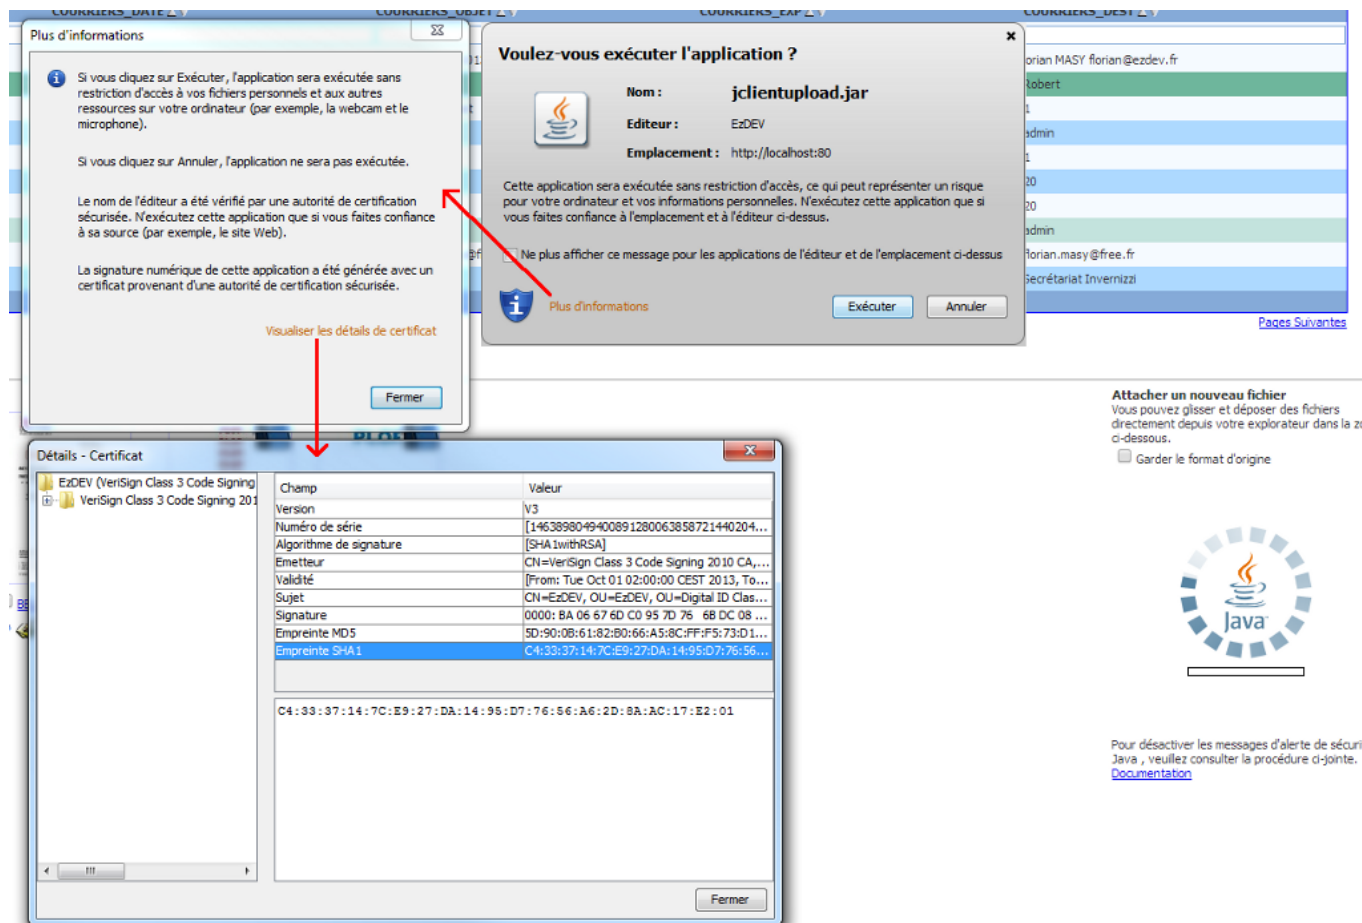 COURRIERS_DATE
COURRIERS_OBJET
COURRIERS_EXP
COURRIERS_DEST
Plus d'informations
Si vous cliquez sur Exécuter, l'application sera exécutée sans
restriction d'accès à vos fichiers personnels et aux autres
ressources sur votre ordinateur (par exemple, la webcam et le
microphone).
Si vous cliquez sur Annuler, l'application ne sera pas exécutée.
Le nom de l'éditeur a été vérifié par une autorité de certification
sécurisée. N'exécutez cette application que si vous faites confiance
à sa source (par exemple, le site Web).
La signature numérique de cette application a été générée avec un
certificat provenant d'une autorité de certification sécurisée.
Visualiser les détails de certificat
Fermer
Voulez-vous exécuter l'application ?
Nom : jclientupload.jar
Editeur : EzDEV
Emplacement : http://localhost:80
Cette application sera exécutée sans restriction d'accès, ce qui peut représenter un risque
pour votre ordinateur et vos informations personnelles. N'exécutez cette application que si
vous faites confiance à l'emplacement et à l'éditeur ci-dessus.
Ne plus afficher ce message pour les applications de l'éditeur et de l'emplacement ci-dessus
Plus d'informations
Exécuter
Annuler
orian MASY florian@ezdev.fr
Robert
1
admin
1
20
20
admin
florian.masy@free.fr
Secrétariat Invernizzi
Pages Suivantes
Attacher un nouveau fichier
Vous pouvez glisser et déposer des fichiers
directement depuis votre explorateur dans la zo
ci-dessous.
Garder le format d'origine
Java
Pour désactiver les messages d'alerte de sécuri
Java , veuillez consulter la procédure ci-jointe.
Documentation
Détails - Certificat
EzDEV (VeriSign Class 3 Code Signing
VeriSign Class 3 Code Signing 201
Champ Valeur
Version V3
Numéro de série [146389804940089128006385872144020 4...
Algorithme de signature [SHA1withRSA]
Emetteur CN=VeriSign Class 3 Code Signing 2010 CA,...
Validité [From: Tue Oct 01 02:00:00 CEST 2013, To...
Sujet CN=EzDEV, OU=EzDEV, OU=Digital ID Clas...
Signature 0000: BA 06 67 6D C0 95 7D 76 6B DC 08 ...
Empreinte MD5 5D:90:0B:61:82:B0:66:A5:8C:FF:F5:73:D1...
Empreinte SHA1 C4:33:37:14:7C:E9:27:DA:14:95:D7:76:56...
C4:33:37:14:7C:E9:27:DA:14:95:D7:76:56:A6:2D:8A:AC:17:E2:01
Fermer